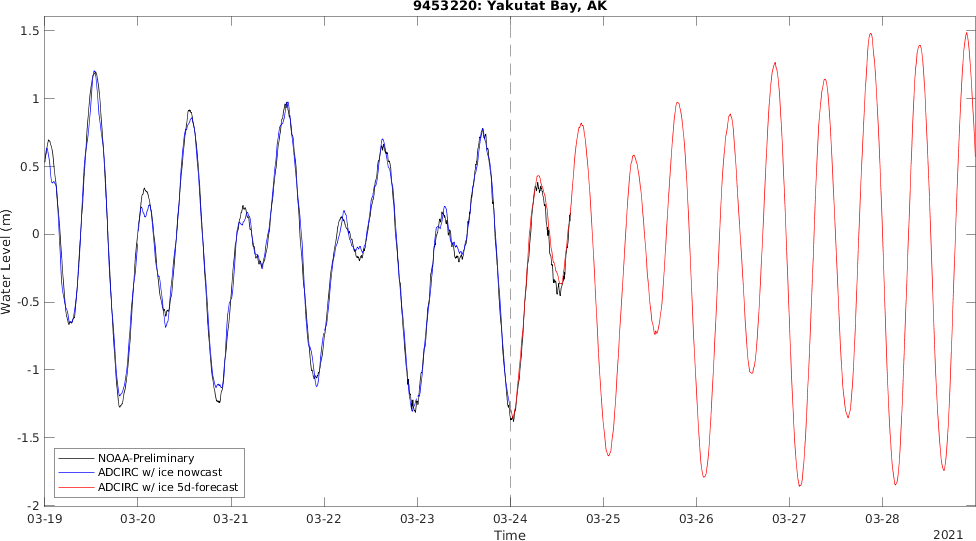 9453220: Yakutat Bay, AK
1.5
1
0.5
0
-0.5
-1
-1.5
-2
Water Level (m)
NOAA-Preliminary
ADCIRC w/ ice nowcast
ADCIRC w/ ice 5d-forecast
03-19 03-20 03-21 03-22 03-23 03-24 03-25 03-26 03-27 03-28
Time
2021